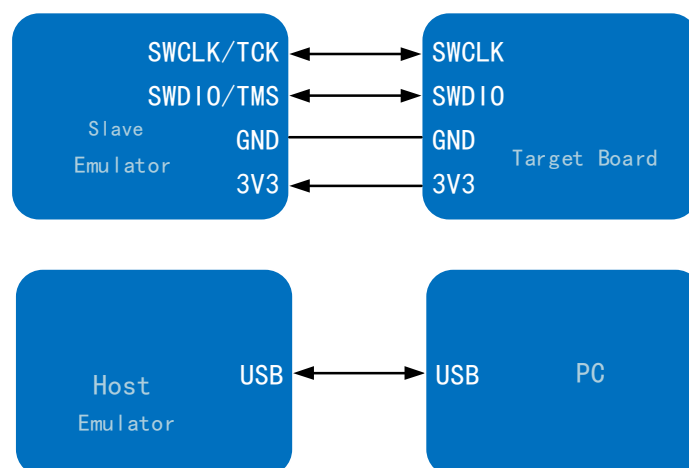 SWCLK/TCK
SWCLK
SWDIO/TMS
SWDIO
Slave
Emulator
GND
GND
Target Board
3V3
3V3
Host
Emulator
USB
USB
PC